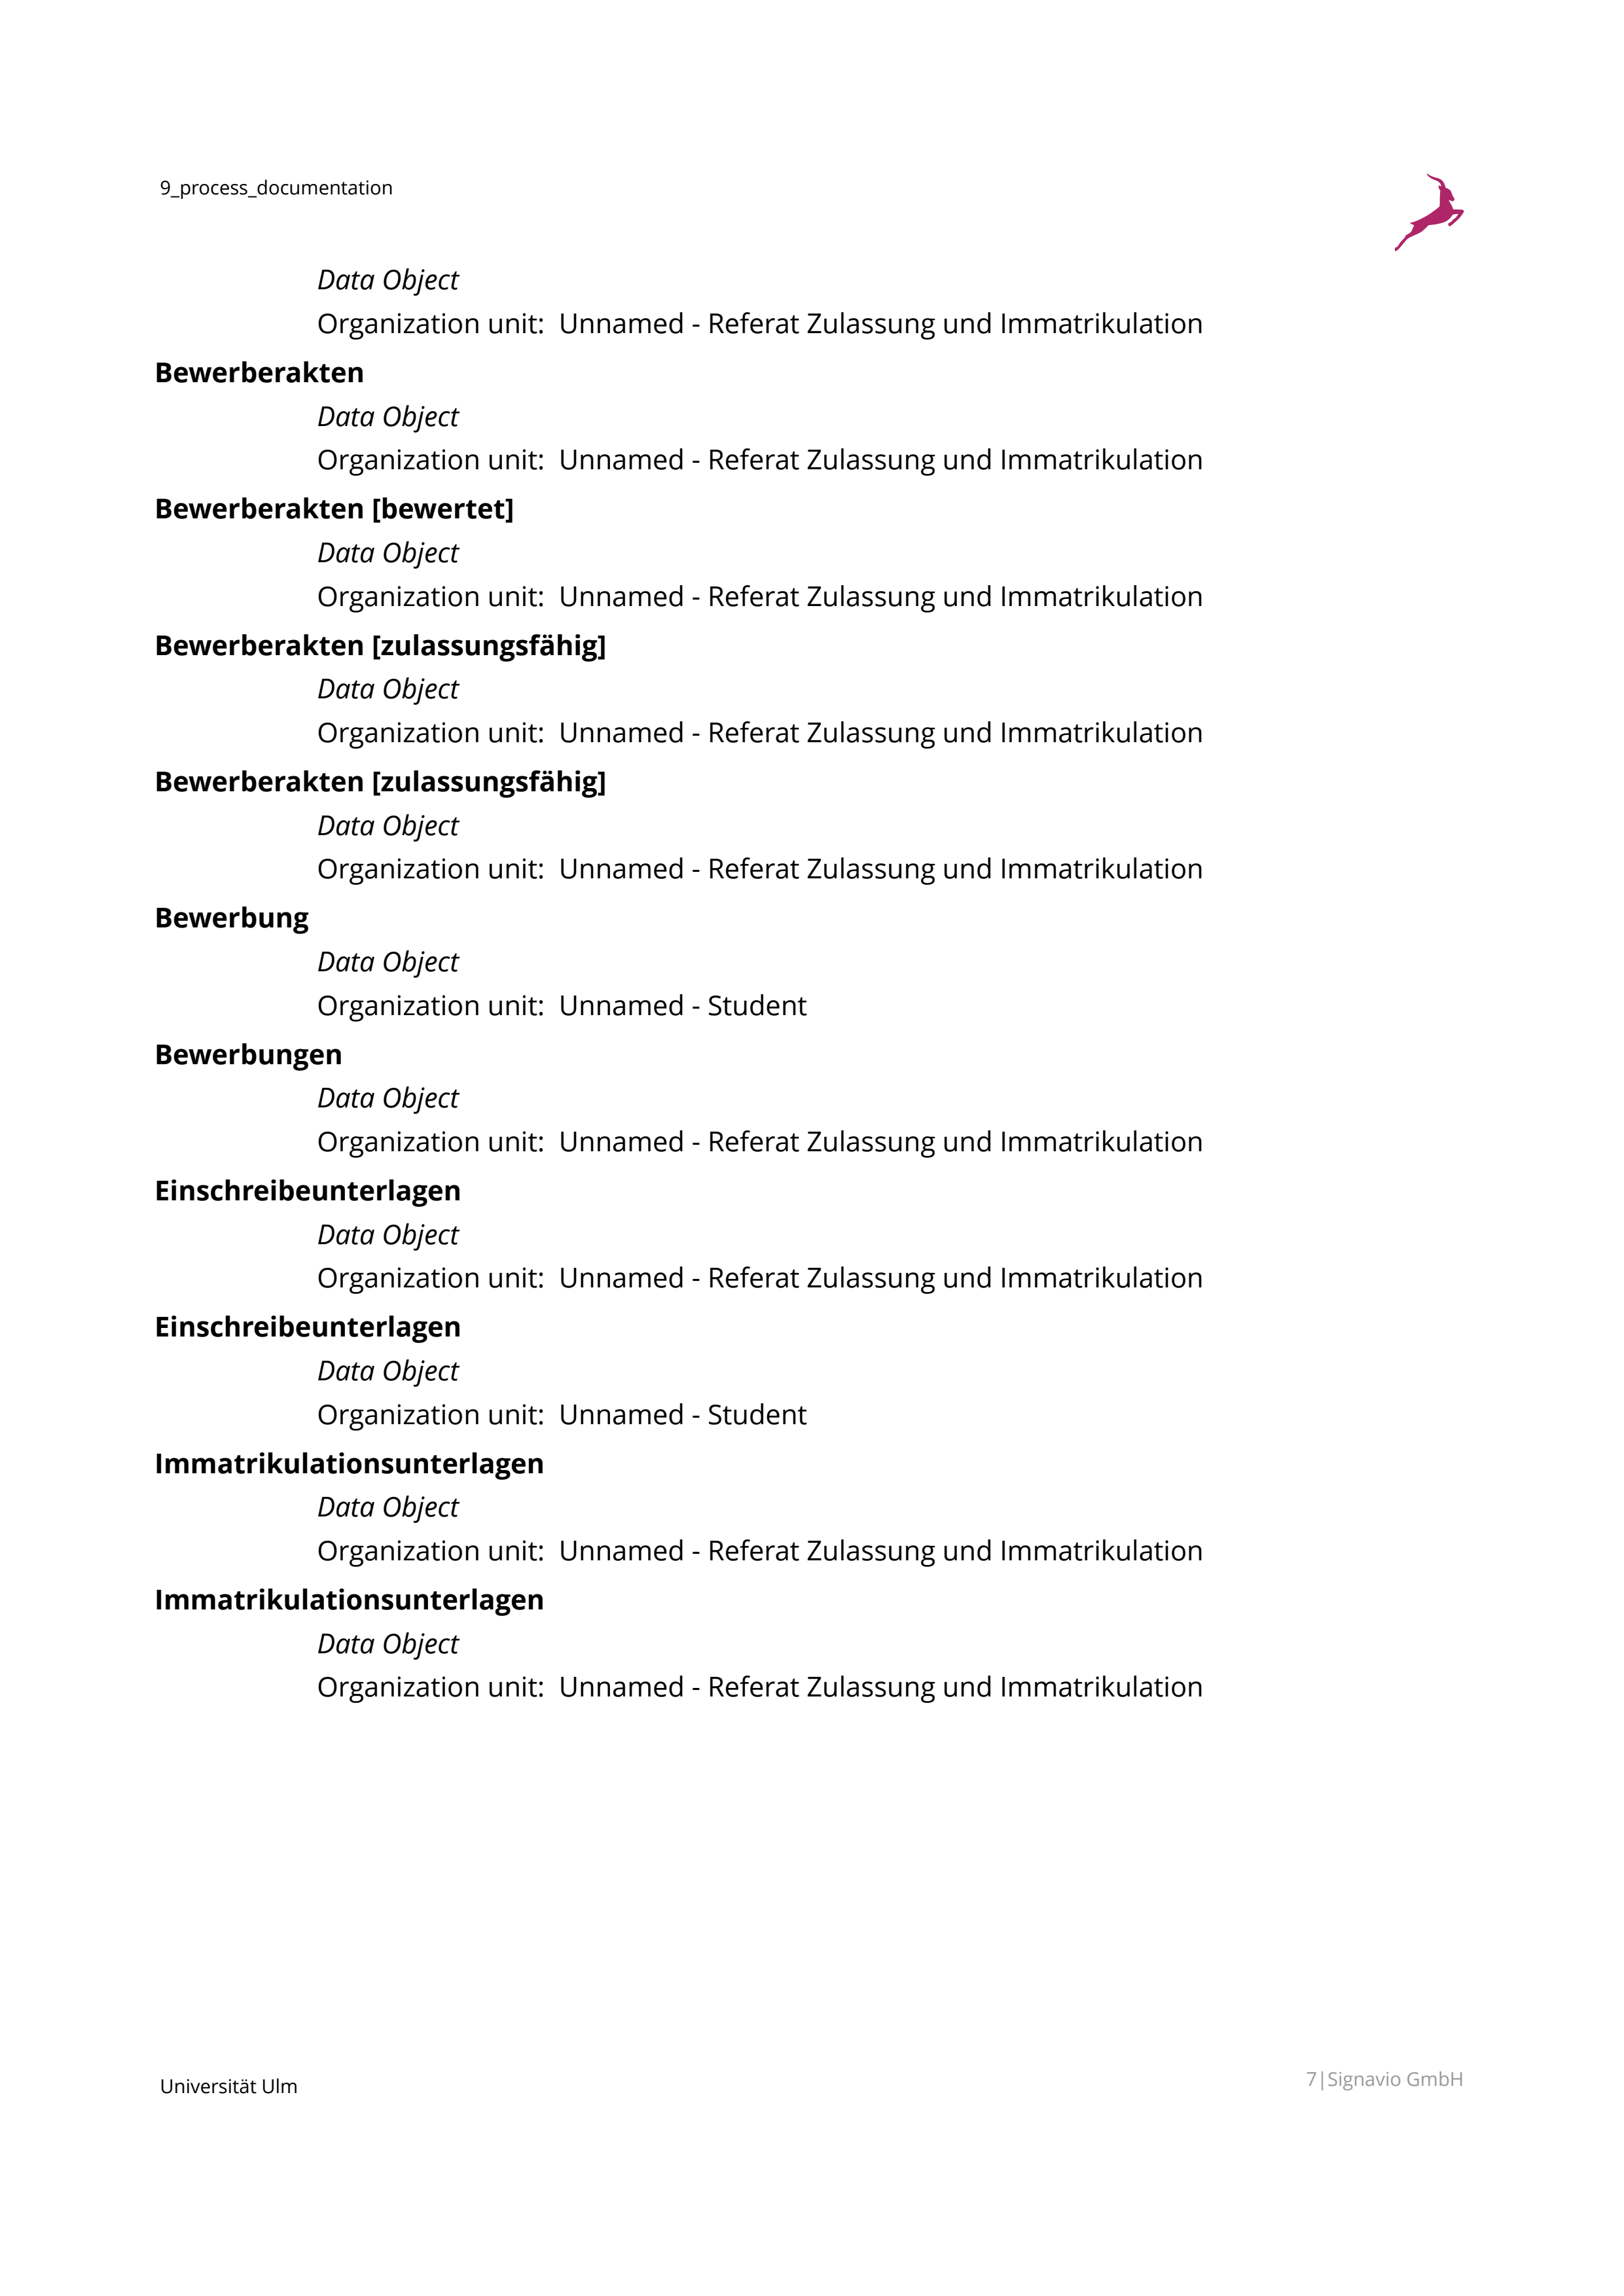 9_process_documentation
Data Object
Organization unit: Unnamed - Referat Zulassung und Immatrikulation
Bewerberakten
Data Object
Organization unit: Unnamed - Referat Zulassung und Immatrikulation
Bewerberakten [bewertet]
Data Object
Organization unit: Unnamed - Referat Zulassung und Immatrikulation
Bewerberakten [zulassungsfähig]
Data Object
Organization unit: Unnamed - Referat Zulassung und Immatrikulation
Bewerberakten [zulassungsfähig]
Data Object
Organization unit: Unnamed - Referat Zulassung und Immatrikulation
Bewerbung
Data Object
Organization unit: Unnamed - Student
Bewerbungen
Data Object
Organization unit: Unnamed - Referat Zulassung und Immatrikulation
Einschreibeunterlagen
Data Object
Organization unit: Unnamed - Referat Zulassung und Immatrikulation
Einschreibeunterlagen
Data Object
Organization unit: Unnamed - Student
Immatrikulationsunterlagen
Data Object
Organization unit: Unnamed - Referat Zulassung und Immatrikulation
Immatrikulationsunterlagen
Data Object
Organization unit: Unnamed - Referat Zulassung und Immatrikulation
Universität Ulm
7|Signavio GmbH